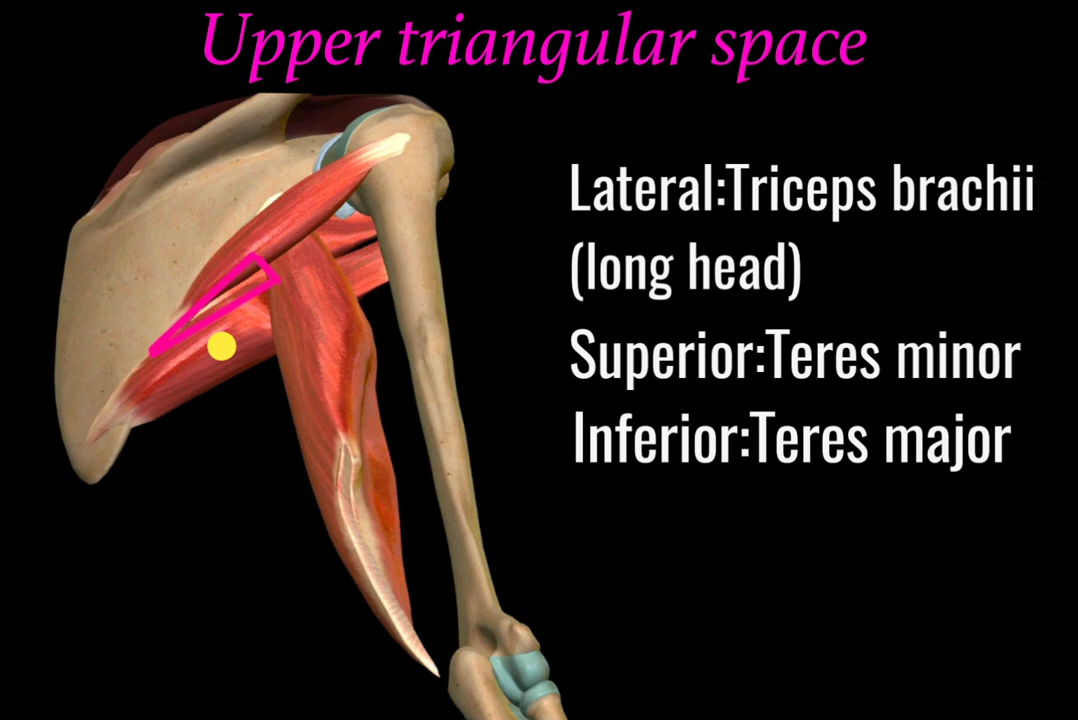 Upper triangular space
Lateral:Triceps brachii
(long head)
Superior:Teres minor
Inferior:Teres major